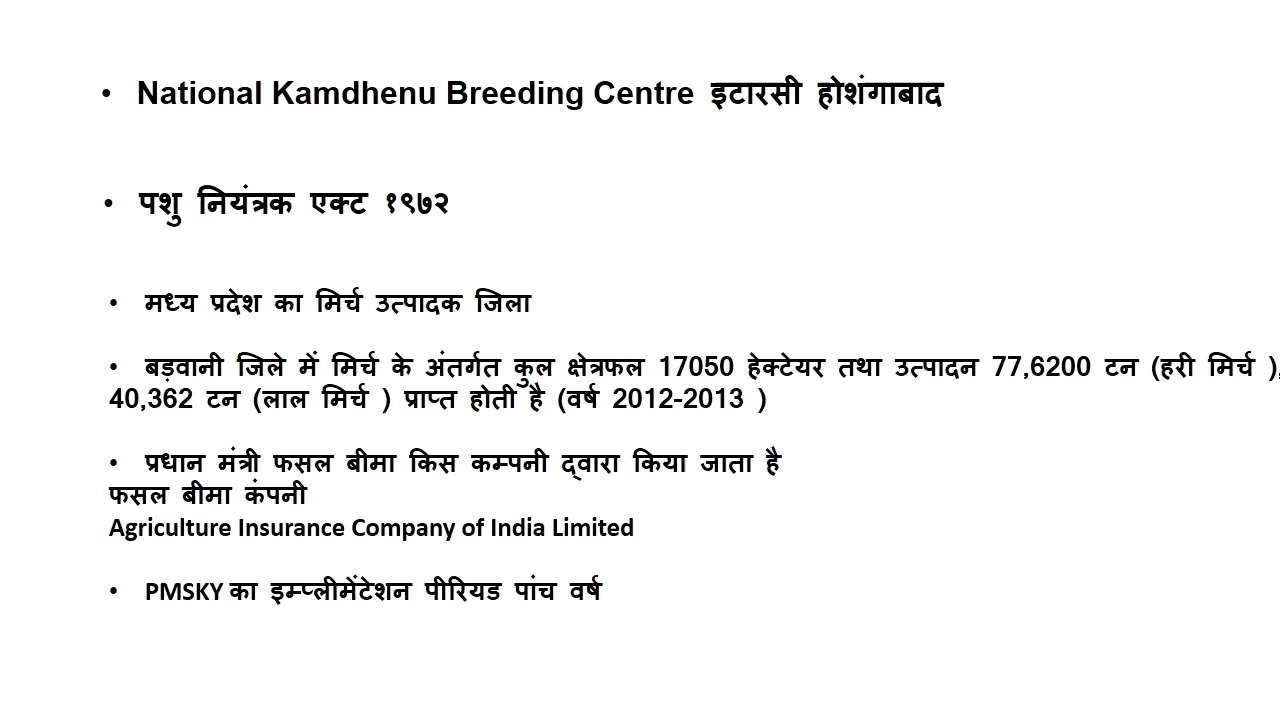 • National Kamdhenu Breeding Centre इटारसी होशंगाबाद
• पशु नियंत्रक एक्ट १९७२
• मध्य प्रदेश का मिर्च उत्पादक जिला
• बड़वानी जिले में मिर्च के अंतर्गत कुल क्षेत्रफल 17050 हेक्टेयर तथा उत्पादन 77,6200 टन (हरी मिर्च ),
40,362 टन (लाल मिर्च ) प्राप्त होती है (वर्ष 2012-2013 )
• प्रधान मंत्री फसल बीमा किस कम्पनी द्वारा किया जाता है
फसल बीमा कंपनी
Agriculture Insurance Company of India Limited
• PMSKY का इम्प्लीमेंटेशन पीरियड पांच वर्ष